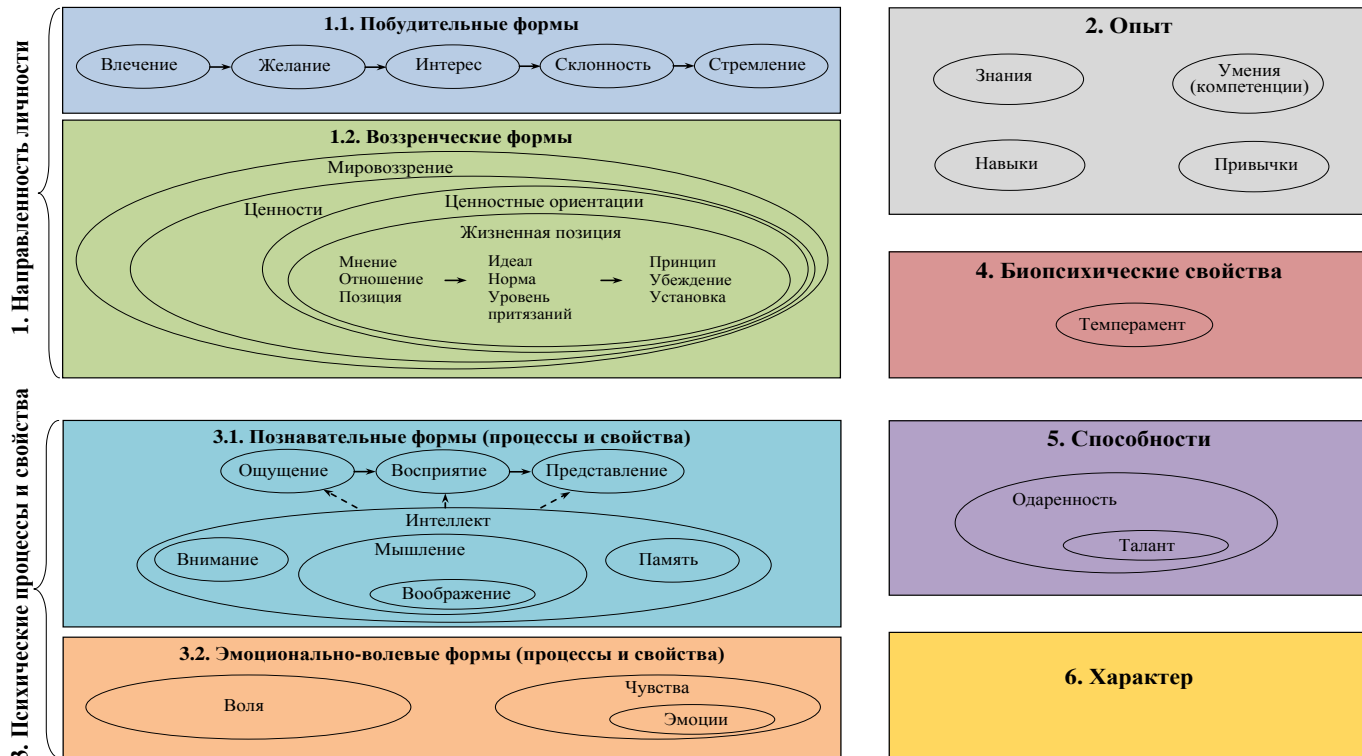 1. Направленность личности
1.1. Побудительные формы
Влечение
Желание
Интерес
Склонность
Стремление
1.2. Воззренческие формы
Мировоззрение
Ценности
Ценностные ориентации
Жизненная позиция
Мнение
Отношение
Позиция
Идеал
Норма
Уровень
притязаний
Принцип
Убеждение
Установка
2. Опыт
Знания
Умения
(компетенции)
Навыки
Привычки
4. Биопсихические свойства
Темперамент
3. Психические процессы и свойства
3.1. Познавательные формы (процессы и свойства)
Ощущение
Восприятие
Представление
Интеллект
Внимание
Мышление
Память
Воображение
3.2. Эмоционально-волевые формы (процессы и свойства)
Воля
Чувства
Эмоции
5. Способности
Одаренность
Талант
6. Характер